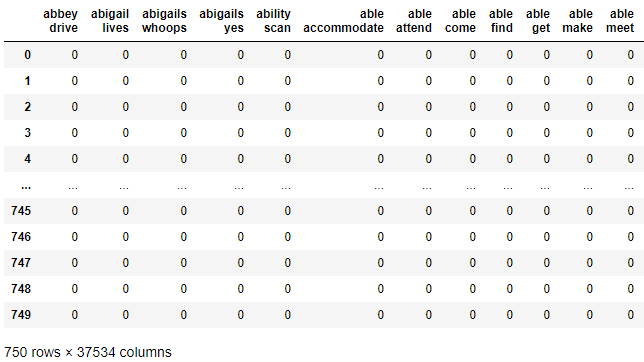 abbey drive abigail lives abigails whoops abigails yes ability scan able accommodate able attend able come able find able get able make able meet
0 0 0 0 0 0 0 0 0 0 0 0 0
1 0 0 0 0 0 0 0 0 0 0 0 0
2 0 0 0 0 0 0 0 0 0 0 0 0
3 0 0 0 0 0 0 0 0 0 0 0 0
4 0 0 0 0 0 0 0 0 0 0 0 0
... ... ... ... ... ... ... ... ... ... ... ... ...
745 0 0 0 0 0 0 0 0 0 0 0 0
746 0 0 0 0 0 0 0 0 0 0 0 0
747 0 0 0 0 0 0 0 0 0 0 0 0
748 0 0 0 0 0 0 0 0 0 0 0 0
749 0 0 0 0 0 0 0 0 0 0 0 0
750 rows × 37534 columns